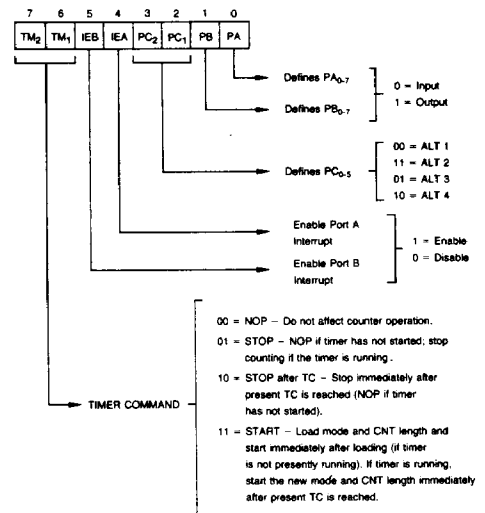 7 6 5 4 3 2 1 0
TM₂ TM₁ IEB IEA PC₂ PC₁ PB PA
Defines PA₀₋₇
Defines PB₀₋₇
0 = Input
1 = Output
Defines PC₀₋₅
00 = ALT 1
11 = ALT 2
01 = ALT 3
10 = ALT 4
Enable Port A
Interrupt
Enable Port B
Interrupt
1 = Enable
0 = Disable
TIMER COMMAND
00 = NOP – Do not affect counter operation.
01 = STOP – NOP if timer has not started; stop
counting if the timer is running.
10 = STOP after TC – Stop immediately after
present TC is reached (NOP if timer
has not started).
11 = START – Load mode and CNT length and
start immediately after loading (if timer
is not presently running). If timer is running,
start the new mode and CNT length immediately
after present TC is reached.